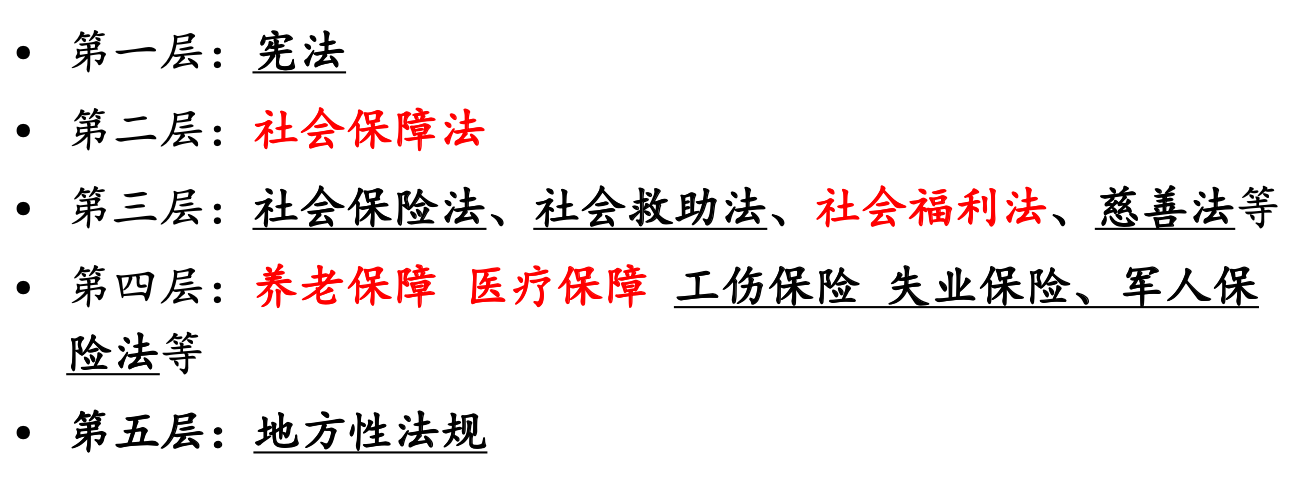 • 第一层：宪法
• 第二层：社会保障法
• 第三层：社会保险法、社会救助法、社会福利法、慈善法等
• 第四层：养老保障 医疗保障 工伤保险 失业保险、军人保
险法等
• 第五层：地方性法规